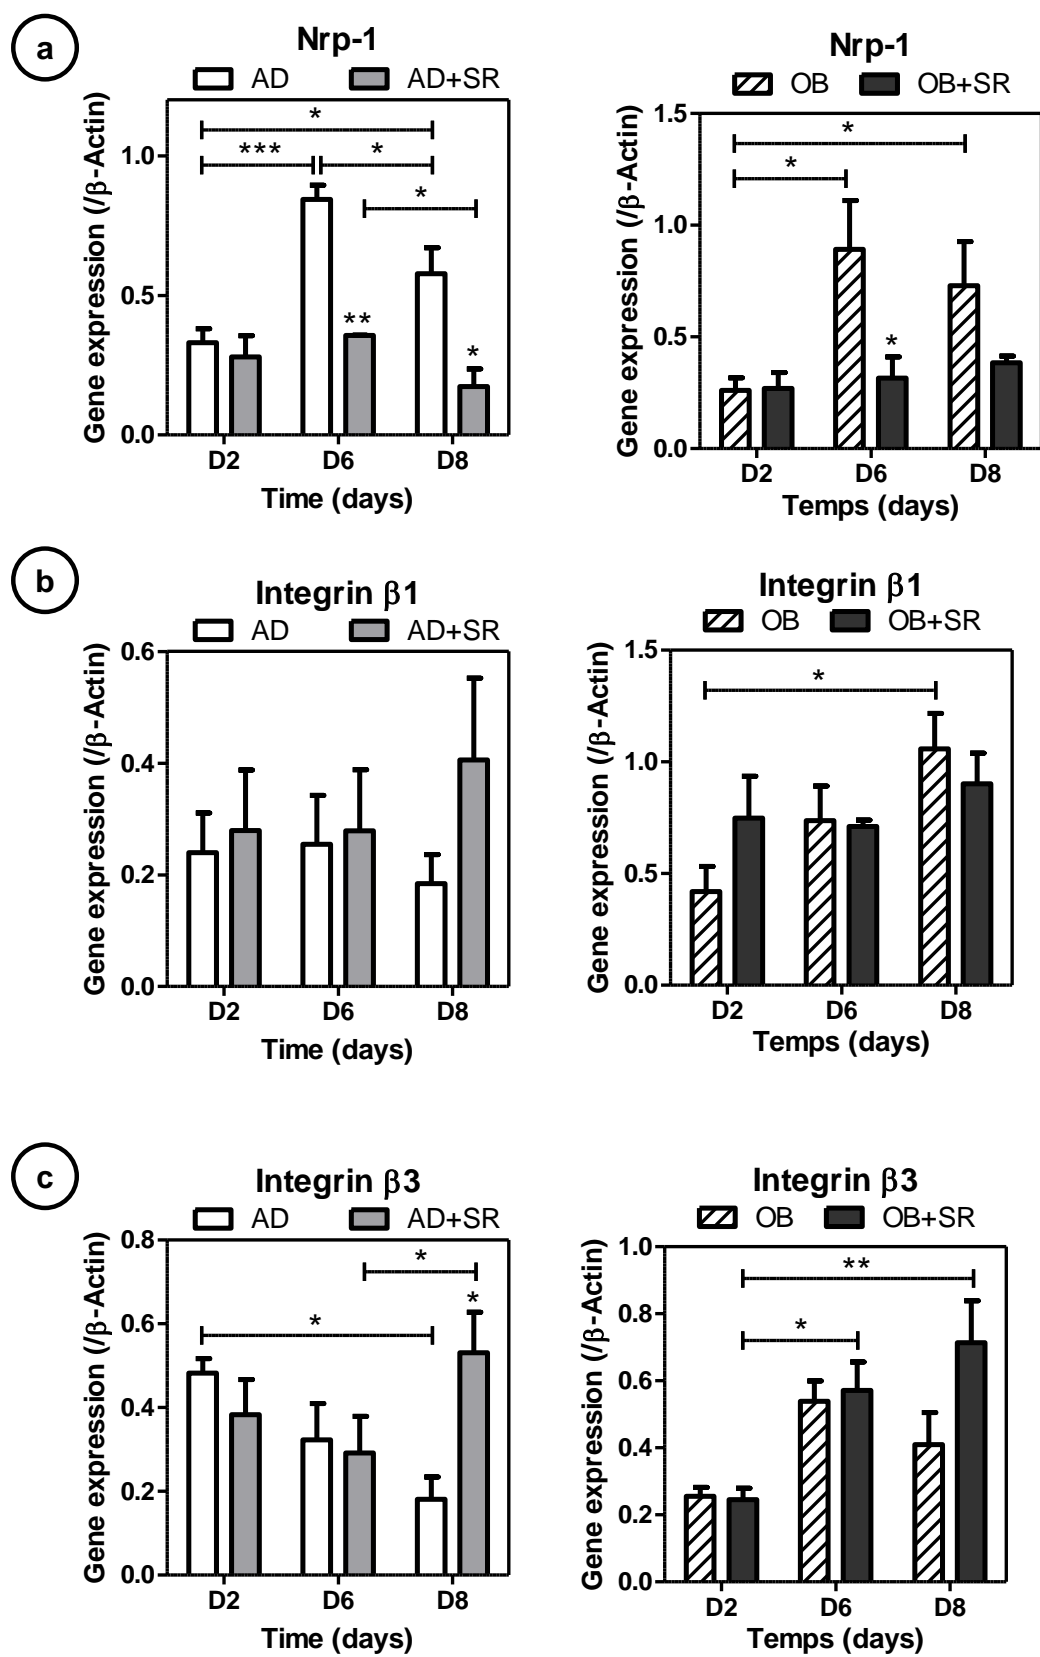 a
Nrp-1
AD AD+SR
Gene expression (/β-Actin)
1.0
0.5
0.0
*
*** *
*
**
*
D2 D6 D8
Time (days)
Nrp-1
OB OB+SR
Gene expression (/β-Actin)
1.5
1.0
0.5
0.0
*
*
*
D2 D6 D8
Temps (days)
b
Integrin β1
AD AD+SR
Gene expression (/β-Actin)
0.6
0.4
0.2
0.0
D2 D6 D8
Time (days)
Integrin β1
OB OB+SR
Gene expression (/β-Actin)
1.5
1.0
0.5
0.0
*
D2 D6 D8
Temps (days)
c
Integrin β3
AD AD+SR
Gene expression (/β-Actin)
0.8
0.6
0.4
0.2
0.0
*
*
*
D2 D6 D8
Time (days)
Integrin β3
OB OB+SR
Gene expression (/β-Actin)
1.0
0.8
0.6
0.4
0.2
0.0
**
*
D2 D6 D8
Temps (days)